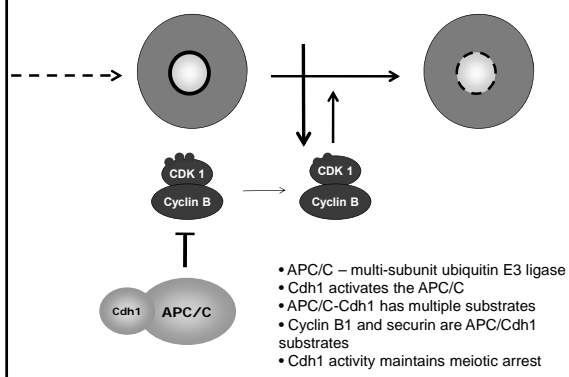 CDK 1
Cyclin B
CDK 1
Cyclin B
Cdh1
APC/C
• APC/C – multi-subunit ubiquitin E3 ligase
• Cdh1 activates the APC/C
• APC/C-Cdh1 has multiple substrates
• Cyclin B1 and securin are APC/Cdh1
substrates
• Cdh1 activity maintains meiotic arrest